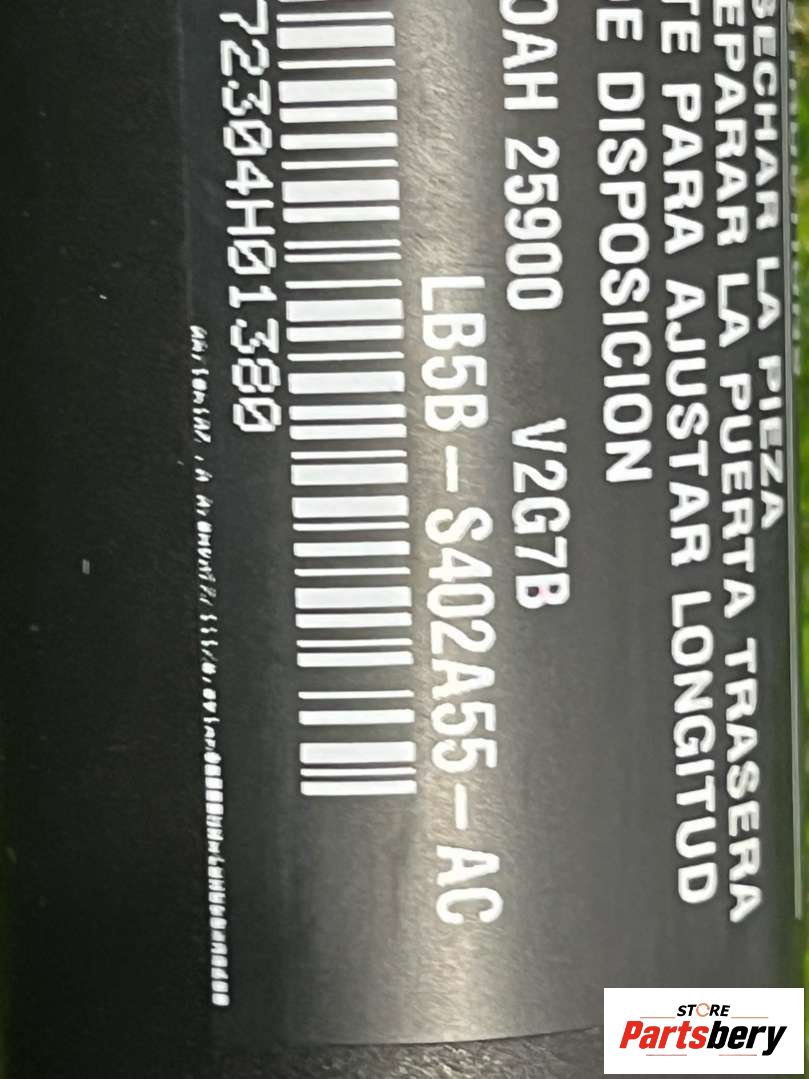 SECHAR LA PIEZA
EPARAR LA PUERTA TRASERA
TE PARA AJUSTAR LONGITUD
DE DISPOSICION
OAH 25900 V2G7B
LB5B-S402A55-AC
72304H01380
STORE
Partsbery